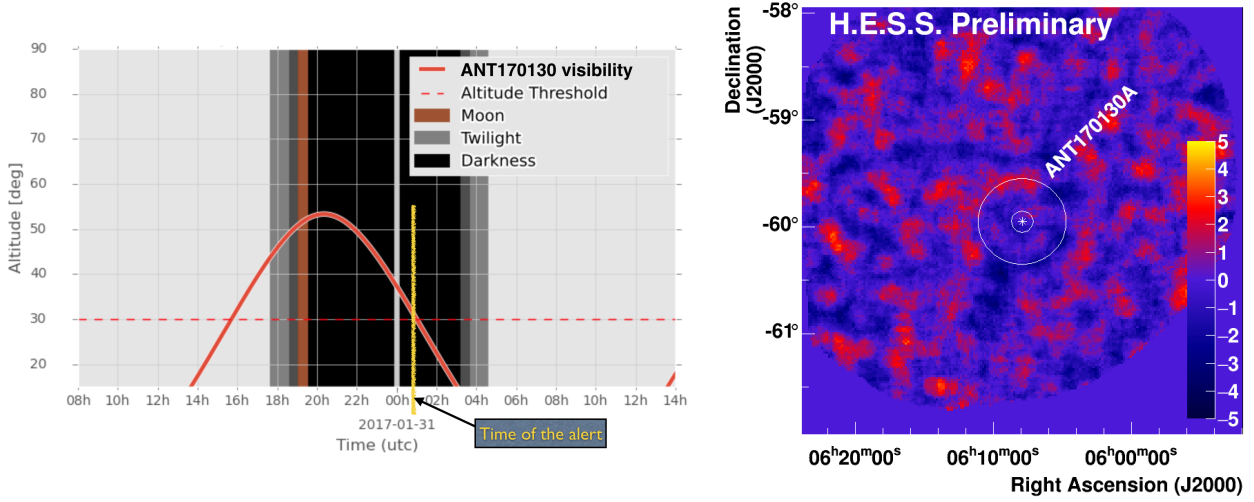 90
80
70
60
50
40
30
20
Altitude [deg]
ANT170130 visibility
Altitude Threshold
Moon
Twilight
Darkness
08h 10h 12h 14h 16h 18h 20h 22h 00h 02h 04h 06h 08h 10h 12h 14h
2017-01-31
Time (utc)
Time of the alert
H.E.S.S. Preliminary
Declination
(J2000)
-58°
-59°
-60°
-61°
ANT170130A
5
4
3
2
1
0
−1
−2
−3
−4
−5
06h20m00s 06h10m00s 06h00m00s
Right Ascension (J2000)